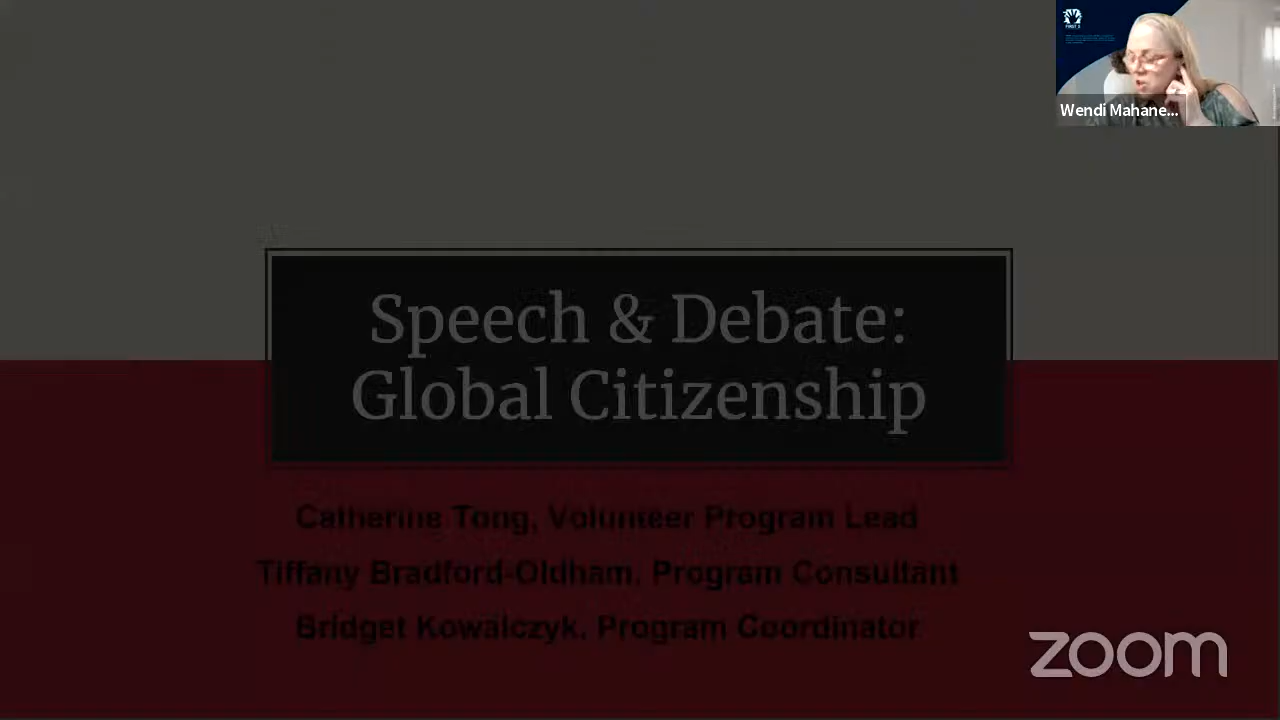 Wendi Mahane...
Speech & Debate:
Global Citizenship
Catherine Tong, Volunteer Program Lead
Tiffany Bradford-Oldham, Program Consultant
Bridget Kowalczyk, Program Coordinator
zoom